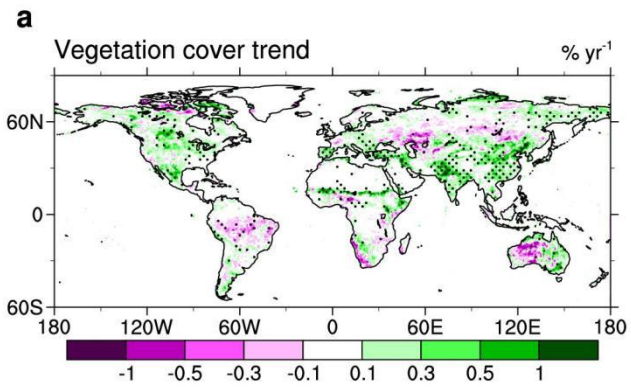 a
Vegetation cover trend % yr⁻¹
60N
0
60S
180 120W 60W 0 60E 120E 180
-1 -0.5 -0.3 -0.1 0.1 0.3 0.5 1